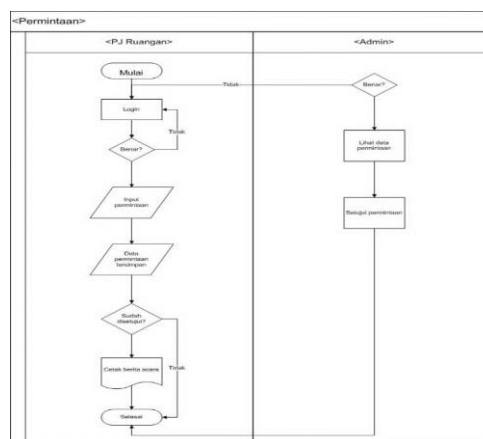 <Permintaan>
<PJ Ruangan>
<Admin>
Mulai
Tidak
Benar?
Login
Tidak
Benar?
Lihat data
permintaan
Input
permintaan
Setujui permintaan
Data
permintaan
tersimpan
Sudah
disetujui?
Tidak
Cetak berita acara
Selesai